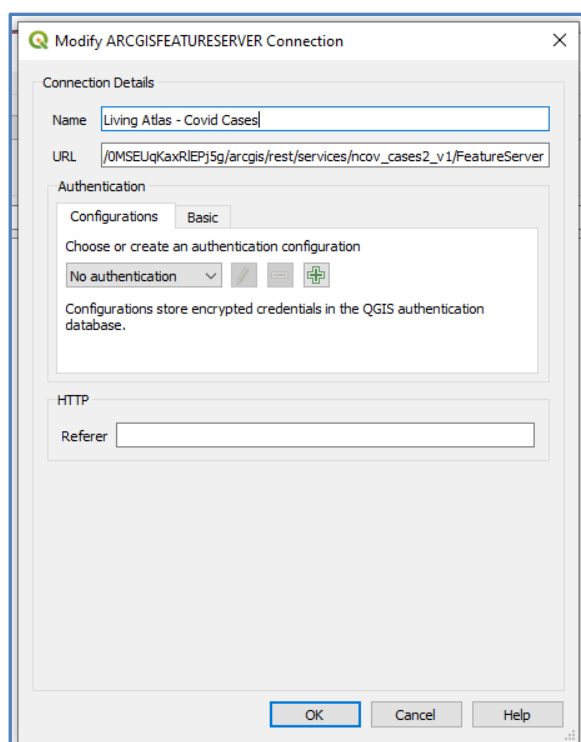 Modify ARCGISFEATURESERVER Connection
Connection Details
Name Living Atlas - Covid Cases
URL /0MSEUqKaxRlEPj5g/arcgis/rest/services/ncov_cases2_v1/FeatureServer
Authentication
Configurations Basic
Choose or create an authentication configuration
No authentication
Configurations store encrypted credentials in the QGIS authentication
database.
HTTP
Referer
OK Cancel Help